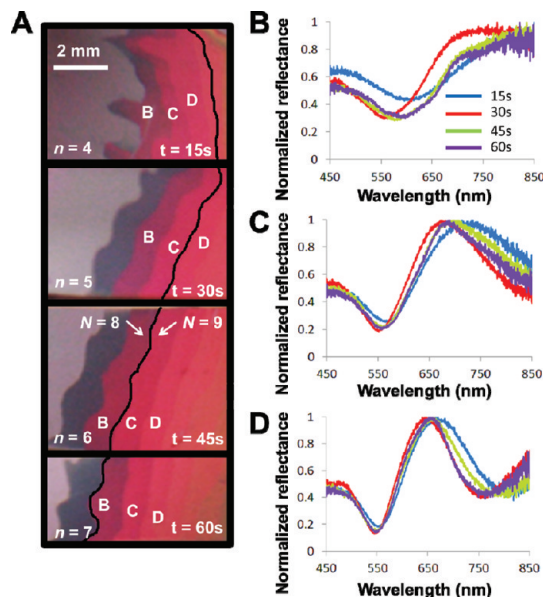 A
2 mm
B C D
n = 4
t = 15s
B C D
n = 5
t = 30s
N = 8 N = 9
B C D
n = 6
t = 45s
B C D
n = 7
t = 60s
B
Normalized reflectance
1
0.8
0.6
0.4
0.2
0
450 550 650 750 850
Wavelength (nm)
15s
30s
45s
60s
C
Normalized reflectance
1
0.8
0.6
0.4
0.2
0
450 550 650 750 850
Wavelength (nm)
D
Normalized reflectance
1
0.8
0.6
0.4
0.2
0
450 550 650 750 850
Wavelength (nm)